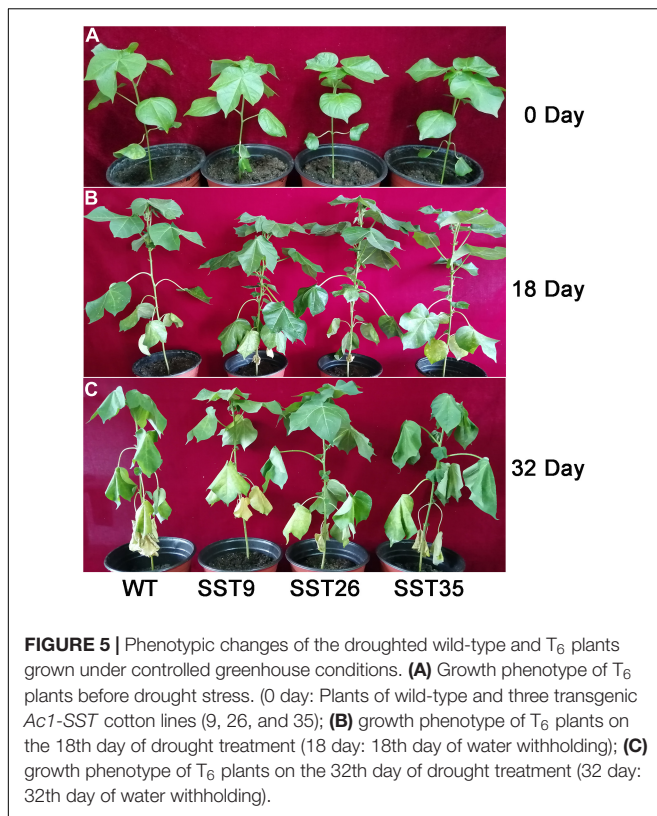 A
0 Day
B
18 Day
C
32 Day
WT SST9 SST26 SST35
FIGURE 5 | Phenotypic changes of the droughted wild-type and T6 plants
grown under controlled greenhouse conditions. (A) Growth phenotype of T6
plants before drought stress. (0 day: Plants of wild-type and three transgenic
Ac1-SST cotton lines (9, 26, and 35); (B) growth phenotype of T6 plants on
the 18th day of drought treatment (18 day: 18th day of water withholding); (C)
growth phenotype of T6 plants on the 32th day of drought treatment (32 day:
32th day of water withholding).